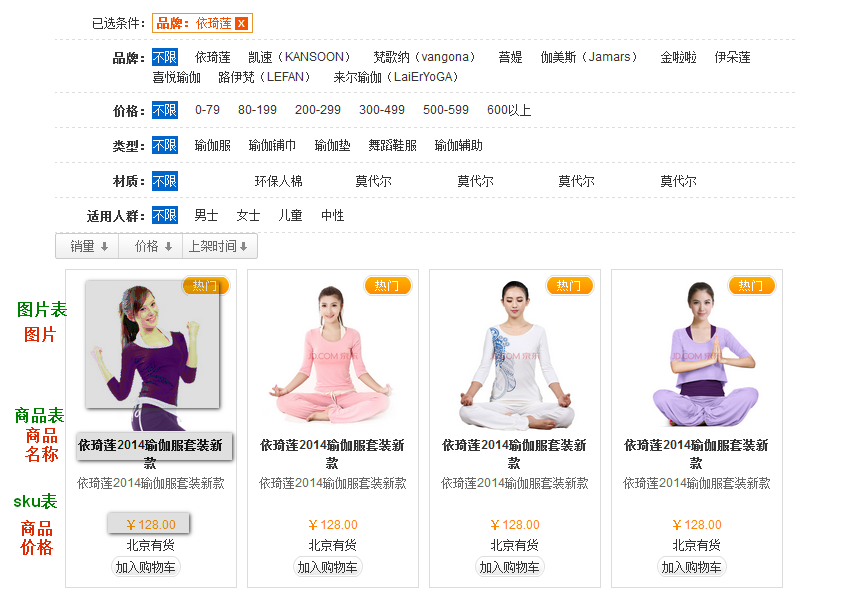 已选条件： 品牌：依琦莲 X
品牌： 不限 依琦莲 凯速（KANSOON） 梵歌纳（vangona） 菩媞 伽美斯（Jamars） 金啦啦 伊朵莲
喜悦瑜伽 路伊梵（LEFAN） 来尔瑜伽（LaiErYoGA）
价格： 不限 0-79 80-199 200-299 300-499 500-599 600以上
类型： 不限 瑜伽服 瑜伽铺巾 瑜伽垫 舞蹈鞋服 瑜伽辅助
材质： 不限 环保人棉 莫代尔 莫代尔 莫代尔 莫代尔
适用人群： 不限 男士 女士 儿童 中性
销量 价格 上架时间
热门 热门 热门 热门
图片表
图片
JD.COM 京东 JD.COM 京东 JD.COM 京东
商品表
商品
名称
依琦莲2014瑜伽服套装新
款
依琦莲2014瑜伽服套装新
款
依琦莲2014瑜伽服套装新
款
依琦莲2014瑜伽服套装新
款
依琦莲2014瑜伽服套装新款 依琦莲2014瑜伽服套装新款 依琦莲2014瑜伽服套装新款 依琦莲2014瑜伽服套装新款
sku表
商品
价格
￥128.00 ￥128.00 ￥128.00 ￥128.00
北京有货 北京有货 北京有货 北京有货
加入购物车 加入购物车 加入购物车 加入购物车